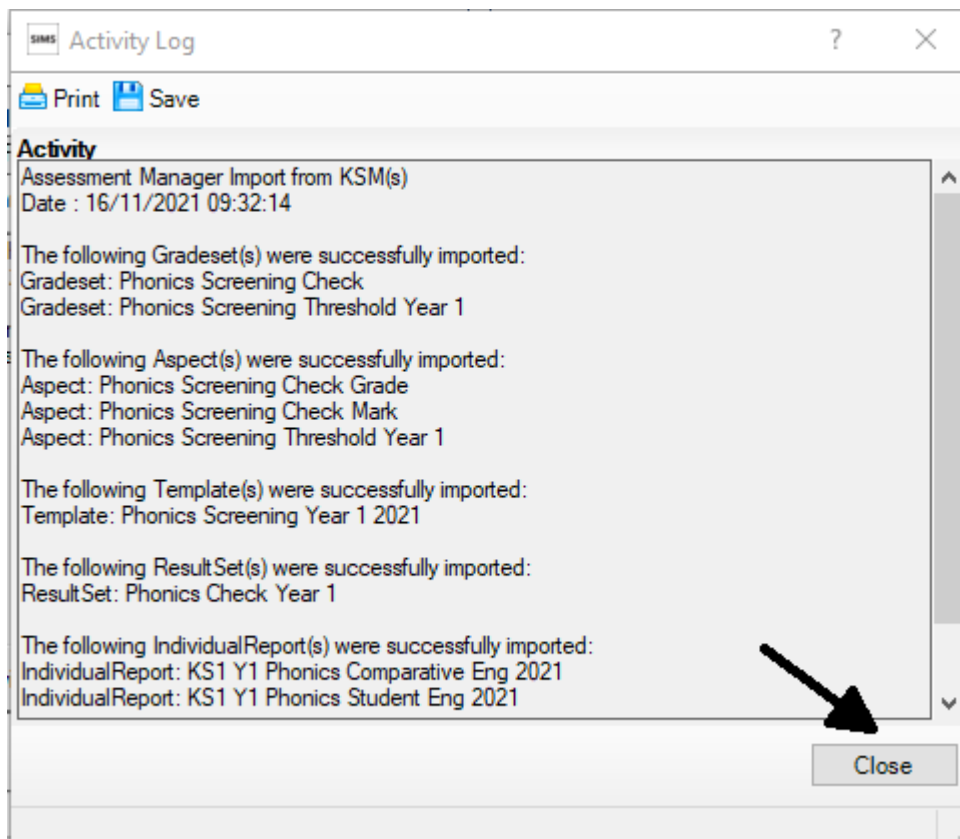 SIMS Activity Log
Print Save
Activity
Assessment Manager Import from KSM(s)
Date : 16/11/2021 09:32:14
The following Gradeset(s) were successfully imported:
Gradeset: Phonics Screening Check
Gradeset: Phonics Screening Threshold Year 1
The following Aspect(s) were successfully imported:
Aspect: Phonics Screening Check Grade
Aspect: Phonics Screening Check Mark
Aspect: Phonics Screening Threshold Year 1
The following Template(s) were successfully imported:
Template: Phonics Screening Year 1 2021
The following ResultSet(s) were successfully imported:
ResultSet: Phonics Check Year 1
The following IndividualReport(s) were successfully imported:
IndividualReport: KS1 Y1 Phonics Comparative Eng 2021
IndividualReport: KS1 Y1 Phonics Student Eng 2021
Close